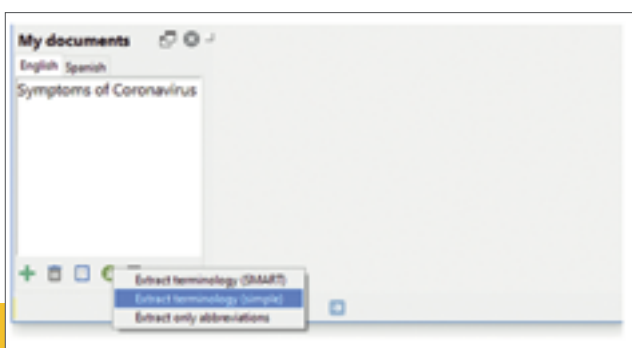 My documents
English Spanish
Symptoms of Coronavirus
Extract terminology (SMART)
Extract terminology (simple)
Extract only abbreviations